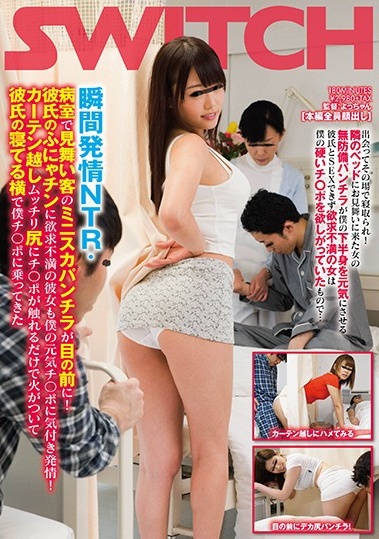 SWITCH
180MINUTES
¥2,980+TAX
監督:よっちゃん
[本編全員顔出し]
出会ってその場で寝取られ!
隣のベッドにお見舞いに来た女の
無防備パンチラが僕の下半身を元気にさせる
彼氏とSEXできず欲求不満の女は
僕の硬いチ○ポを欲しがっていたもので…
瞬間発情NTR・
病室で見舞い客のミニスカパンチラが目の前に!
彼氏のふにゃチンに欲求不満の彼女も僕の元気チ○ポに気付き発情!
カーテン越しムッチリ尻にチ○ポが触れるだけで火がついて
彼氏の寝てる横で僕チ○ポに乗ってきた
カーテン越しにハメてみる
目の前にデカ尻パンチラ!